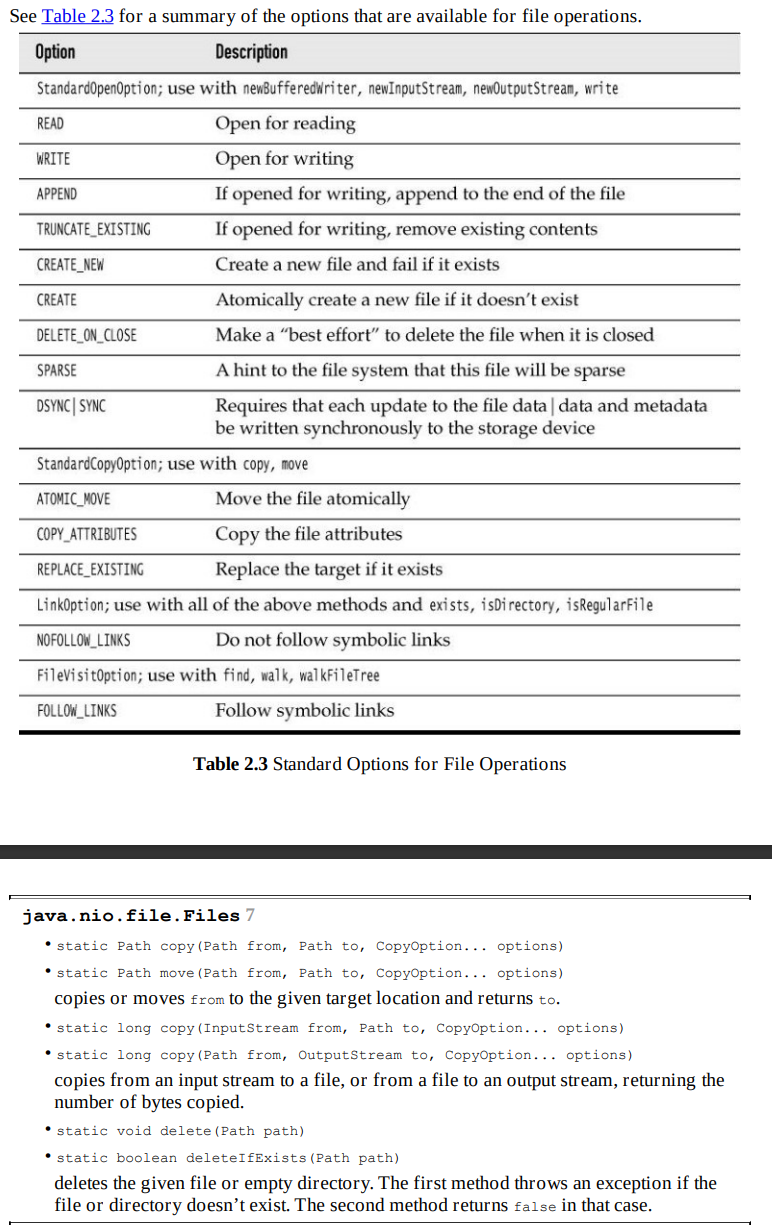 See Table 2.3 for a summary of the options that are available for file operations.
Option Description
StandardOpenOption; use with newBufferedWriter, newInputStream, newOutputStream, write
READ Open for reading
WRITE Open for writing
APPEND If opened for writing, append to the end of the file
TRUNCATE_EXISTING If opened for writing, remove existing contents
CREATE_NEW Create a new file and fail if it exists
CREATE Atomically create a new file if it doesn’t exist
DELETE_ON_CLOSE Make a “best effort” to delete the file when it is closed
SPARSE A hint to the file system that this file will be sparse
DSYNC|SYNC Requires that each update to the file data|data and metadata
be written synchronously to the storage device
StandardCopyOption; use with copy, move
ATOMIC_MOVE Move the file atomically
COPY_ATTRIBUTES Copy the file attributes
REPLACE_EXISTING Replace the target if it exists
LinkOption; use with all of the above methods and exists, isDirectory, isRegularFile
NOFOLLOW_LINKS Do not follow symbolic links
FileVisitOption; use with find, walk, walkFileTree
FOLLOW_LINKS Follow symbolic links
Table 2.3 Standard Options for File Operations
java.nio.file.Files 7
• static Path copy(Path from, Path to, CopyOption... options)
• static Path move(Path from, Path to, CopyOption... options)
copies or moves from to the given target location and returns to.
• static long copy(InputStream from, Path to, CopyOption... options)
• static long copy(Path from, OutputStream to, CopyOption... options)
copies from an input stream to a file, or from a file to an output stream, returning the
number of bytes copied.
• static void delete(Path path)
• static boolean deleteIfExists(Path path)
deletes the given file or empty directory. The first method throws an exception if the
file or directory doesn’t exist. The second method returns false in that case.